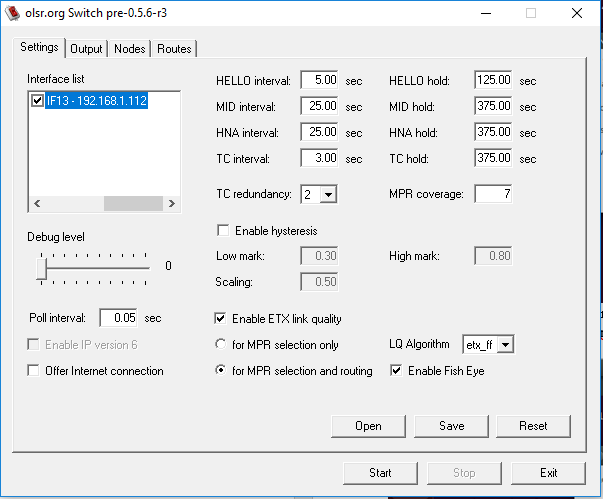 olsr.org Switch pre-0.5.6-r3
Settings Output Nodes Routes
Interface list
IF13 - 192.168.1.112
Debug level
0
Poll interval: 0.05 sec
Enable IP version 6
Offer Internet connection
HELLO interval: 5.00 sec HELLO hold: 125.00 sec
MID interval: 25.00 sec MID hold: 375.00 sec
HNA interval: 25.00 sec HNA hold: 375.00 sec
TC interval: 3.00 sec TC hold: 375.00 sec
TC redundancy: 2 MPR coverage: 7
Enable hysteresis
Low mark: 0.30 High mark: 0.80
Scaling: 0.50
Enable ETX link quality
for MPR selection only LQ Algorithm etx_ff
for MPR selection and routing Enable Fish Eye
Open Save Reset
Start Stop Exit